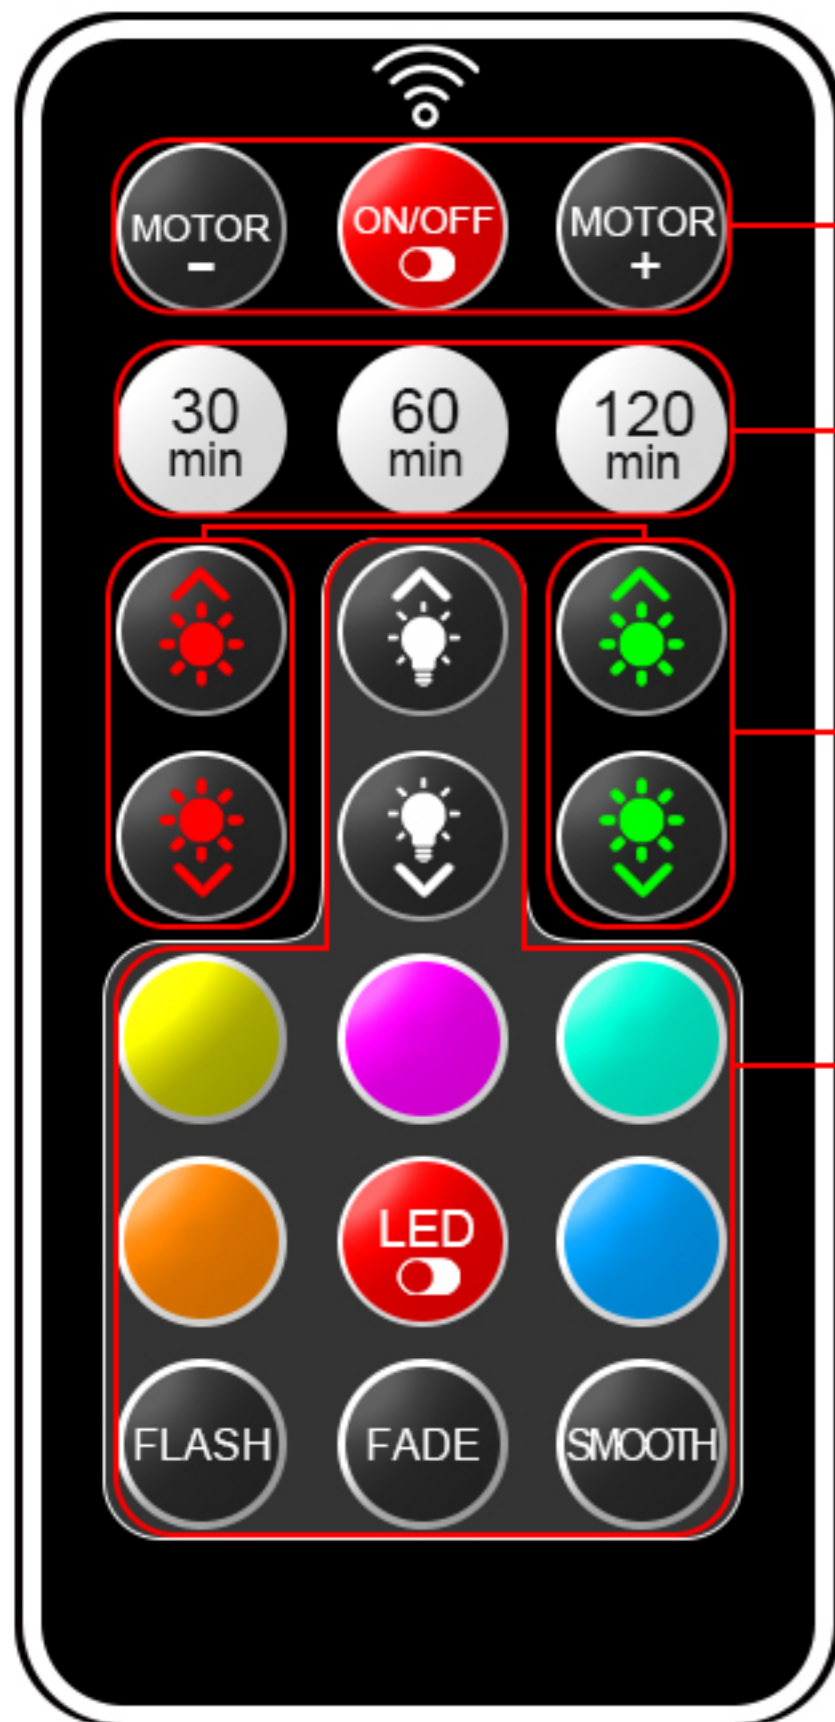 MOTOR
-
ON/OFF
MOTOR
+
30
min
60
min
120
min
LED
FLASH
FADE
SMOOTH